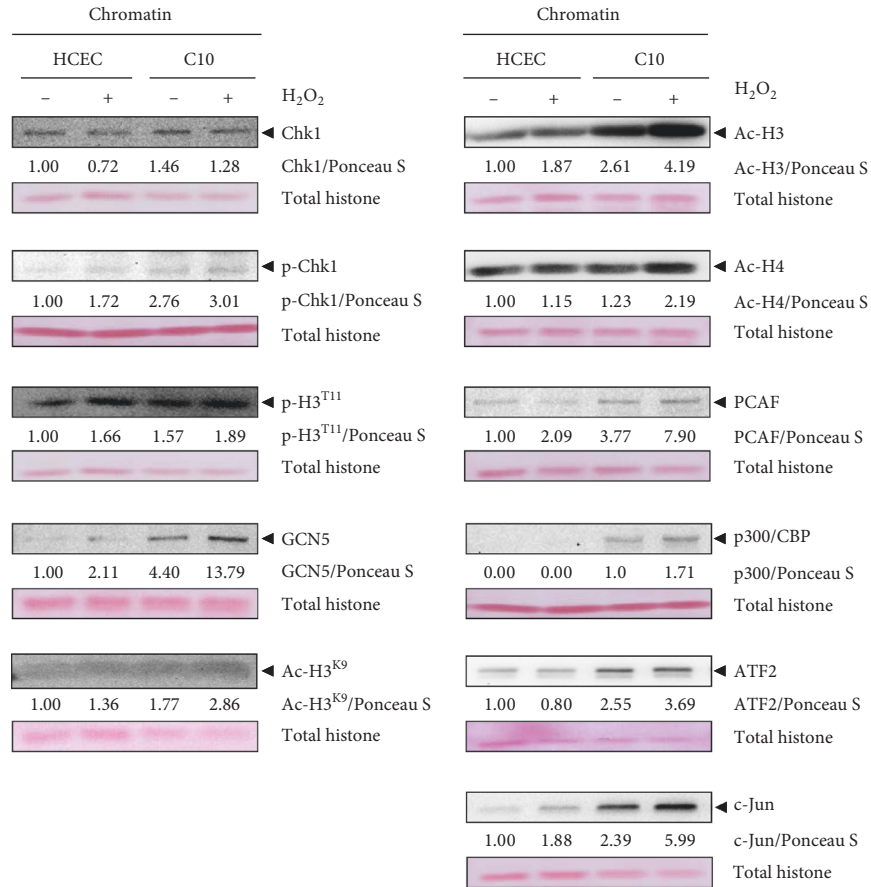 Chromatin
HCEC C10
– + – + H₂O₂
Chk1
1.00 0.72 1.46 1.28 Chk1/Ponceau S
Total histone
p-Chk1
1.00 1.72 2.76 3.01 p-Chk1/Ponceau S
Total histone
p-H3ᵀ¹¹
1.00 1.66 1.57 1.89 p-H3ᵀ¹¹/Ponceau S
Total histone
GCN5
1.00 2.11 4.40 13.79 GCN5/Ponceau S
Total histone
Ac-H3ᴷ⁹
1.00 1.36 1.77 2.86 Ac-H3ᴷ⁹/Ponceau S
Total histone
Chromatin
HCEC C10
– + – + H₂O₂
Ac-H3
1.00 1.87 2.61 4.19 Ac-H3/Ponceau S
Total histone
Ac-H4
1.00 1.15 1.23 2.19 Ac-H4/Ponceau S
Total histone
PCAF
1.00 2.09 3.77 7.90 PCAF/Ponceau S
Total histone
p300/CBP
0.00 0.00 1.0 1.71 p300/Ponceau S
Total histone
ATF2
1.00 0.80 2.55 3.69 ATF2/Ponceau S
Total histone
c-Jun
1.00 1.88 2.39 5.99 c-Jun/Ponceau S
Total histone